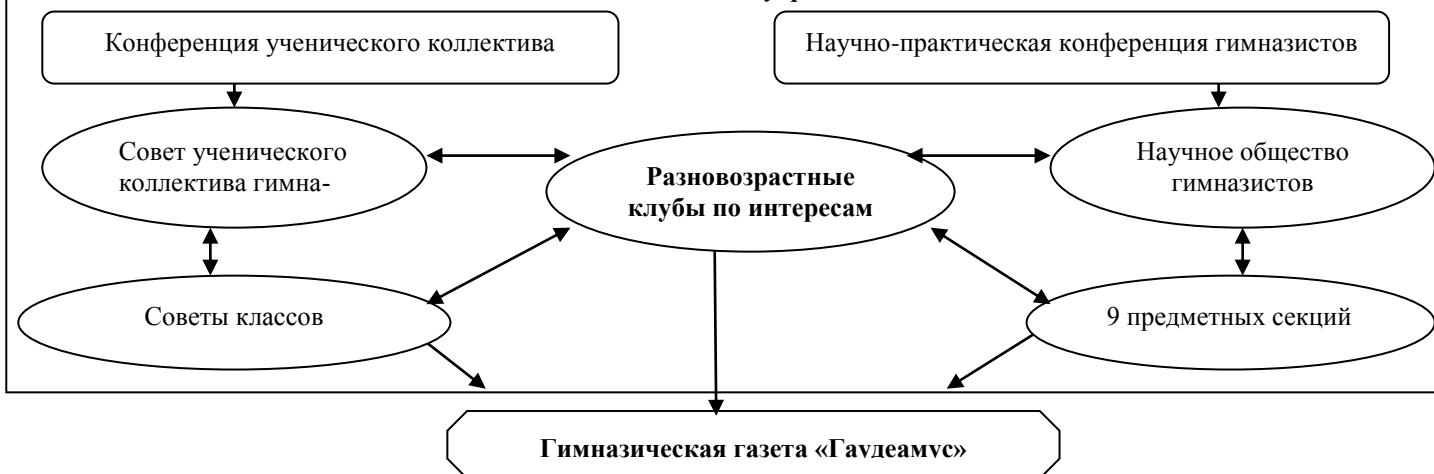 Конференция ученического коллектива
Научно-практическая конференция гимназистов
Совет ученического
коллектива гимна-
Разновозрастные
клубы по интересам
Научное общество
гимназистов
Советы классов
9 предметных секций
Гимназическая газета «Гаудеамус»